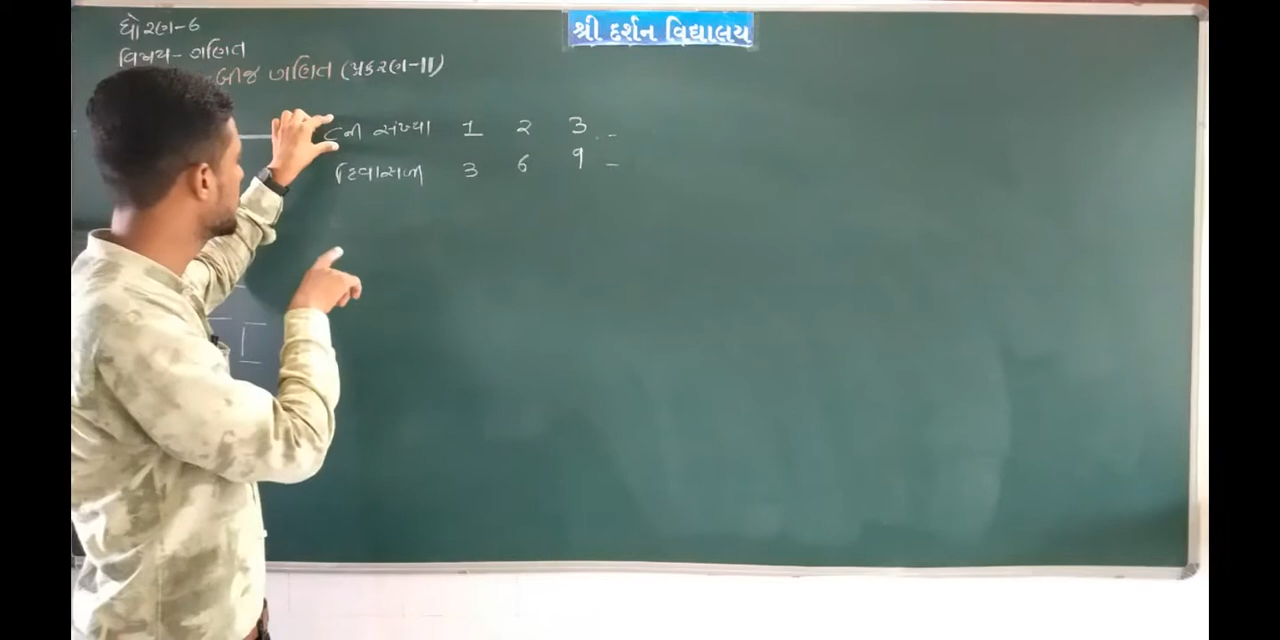 શ્રી દર્શન વિદ્યાલય
ધોરણ-6
વિષય- ગણિત
બીજ ગણિત (પ્રકરણ-11)
ની સંખ્યા 1 2 3 ..
દિવાસળી 3 6 9 -